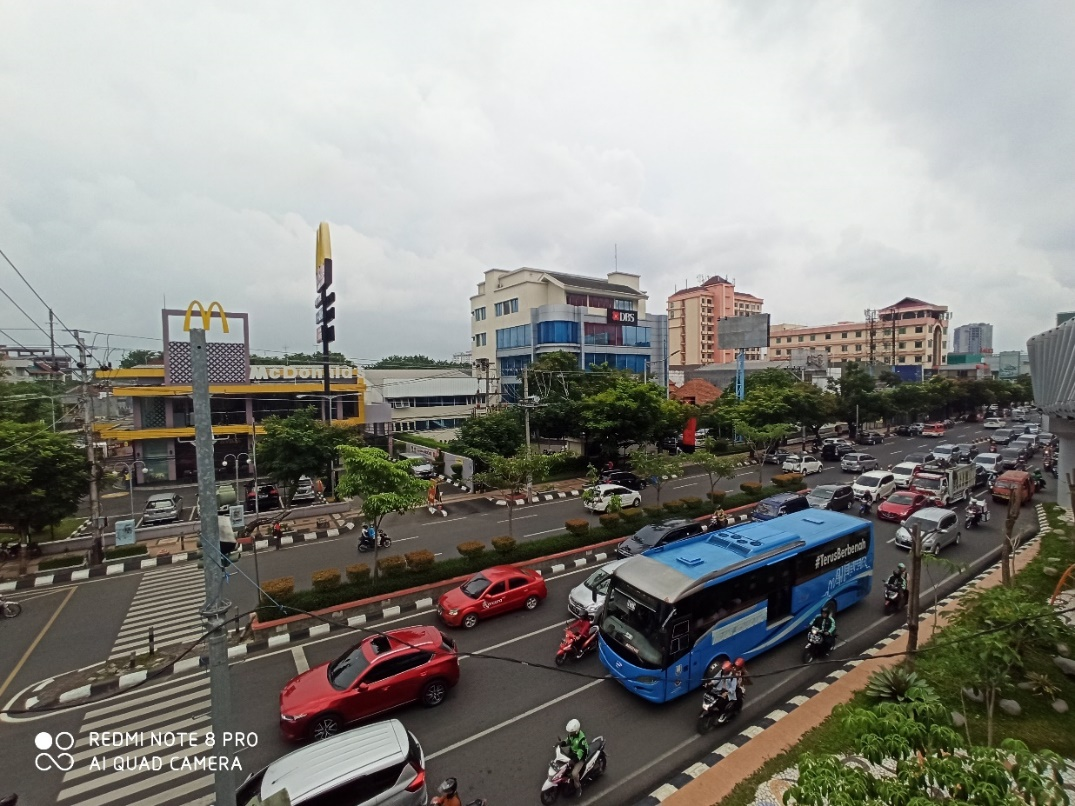 McDonald's
DBS
#TerusBerbenah
REDMI NOTE 8 PRO
AI QUAD CAMERA